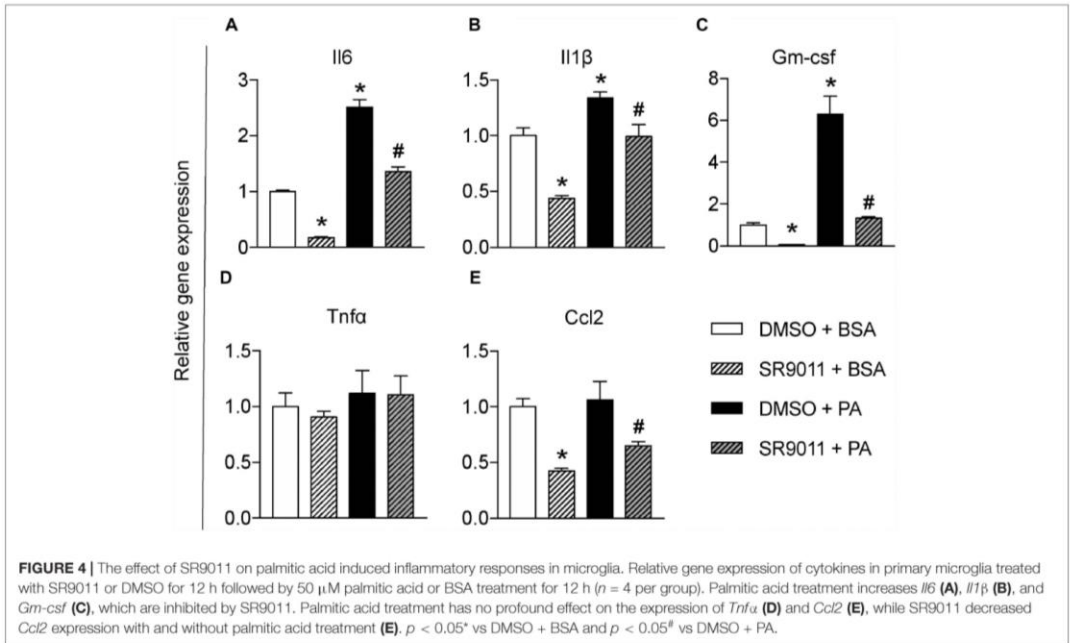 A
B
C
Il6
Il1β
Gm-csf
Relative gene expression
3
2
1
0
*
*
#
1.5
1.0
0.5
0.0
*
*
#
8
6
4
2
0
*
*
#
D
E
Tnfα
Ccl2
1.5
1.0
0.5
0.0
1.5
1.0
0.5
0.0
*
#
DMSO + BSA
SR9011 + BSA
DMSO + PA
SR9011 + PA
FIGURE 4 | The effect of SR9011 on palmitic acid induced inflammatory responses in microglia. Relative gene expression of cytokines in primary microglia treated
with SR9011 or DMSO for 12 h followed by 50 μM palmitic acid or BSA treatment for 12 h (n = 4 per group). Palmitic acid treatment increases Il6 (A), Il1β (B), and
Gm-csf (C), which are inhibited by SR9011. Palmitic acid treatment has no profound effect on the expression of Tnfα (D) and Ccl2 (E), while SR9011 decreased
Ccl2 expression with and without palmitic acid treatment (E). p < 0.05* vs DMSO + BSA and p < 0.05# vs DMSO + PA.